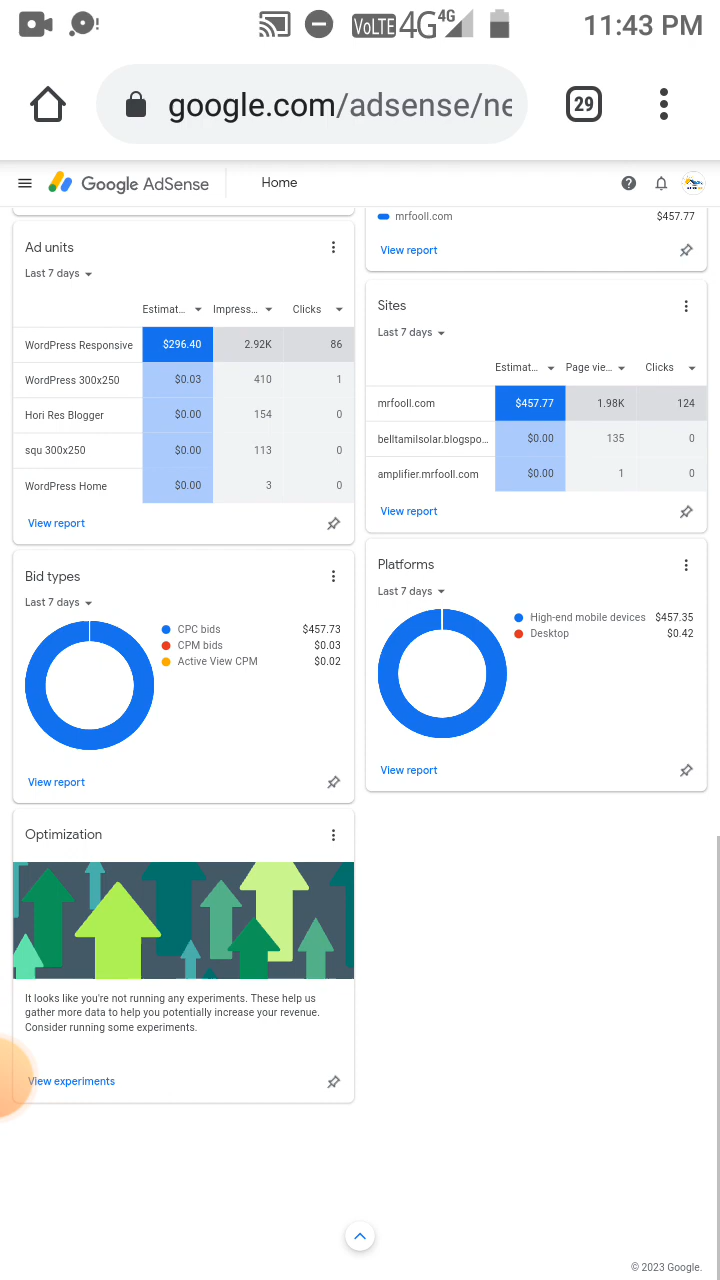 VoLTE 4G 4G 11:43 PM
google.com/adsense/ne
29
Google AdSense
Home
Ad units
Last 7 days
Estimat... Impress... Clicks
WordPress Responsive $296.40 2.92K 86
WordPress 300x250 $0.03 410 1
Hori Res Blogger $0.00 154 0
squ 300x250 $0.00 113 0
WordPress Home $0.00 3 0
View report
mrfooll.com $457.77
View report
Sites
Last 7 days
Estimat... Page vie... Clicks
mrfooll.com $457.77 1.98K 124
belltamilsolar.blogspo... $0.00 135 0
amplifier.mrfooll.com $0.00 1 0
View report
Bid types
Last 7 days
CPC bids $457.73
CPM bids $0.03
Active View CPM $0.02
View report
Platforms
Last 7 days
High-end mobile devices $457.35
Desktop $0.42
View report
Optimization
It looks like you're not running any experiments. These help us
gather more data to help you potentially increase your revenue.
Consider running some experiments.
View experiments
© 2023 Google.